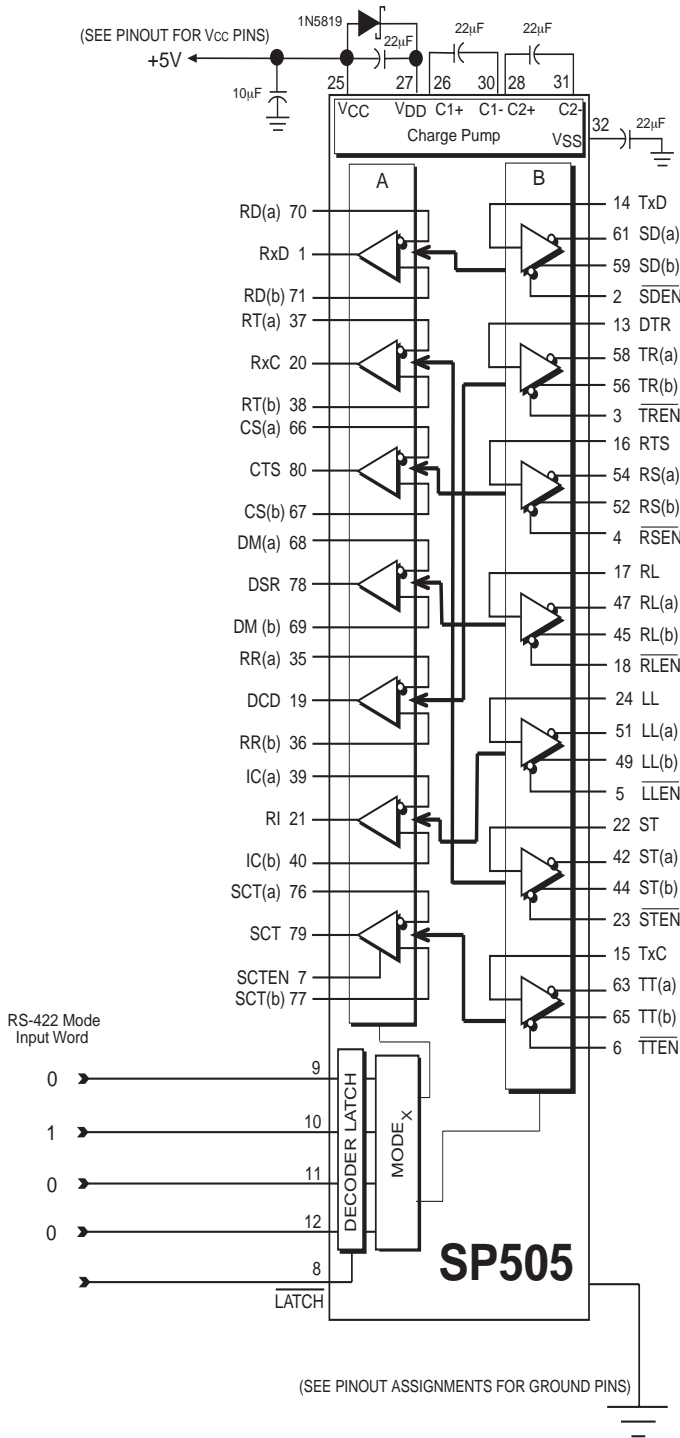 1N5819
(SEE PINOUT FOR VCC PINS)
22µF
22µF
22µF
+5V
10µF
25 27 26 30 28 31
VCC VDD C1+ C1- C2+ C2-
Charge Pump
VSS
32
22µF
A
B
RD(a) 70
RxD 1
RD(b) 71
RT(a) 37
RxC 20
RT(b) 38
CS(a) 66
CTS 80
CS(b) 67
DM(a) 68
DSR 78
DM (b) 69
RR(a) 35
DCD 19
RR(b) 36
IC(a) 39
RI 21
IC(b) 40
SCT(a) 76
SCT 79
SCTEN 7
SCT(b) 77
14 TxD
61 SD(a)
59 SD(b)
2 SDEN
13 DTR
58 TR(a)
56 TR(b)
3 TREN
16 RTS
54 RS(a)
52 RS(b)
4 RSEN
17 RL
47 RL(a)
45 RL(b)
18 RLEN
24 LL
51 LL(a)
49 LL(b)
5 LLEN
22 ST
42 ST(a)
44 ST(b)
23 STEN
15 TxC
63 TT(a)
65 TT(b)
6 TTEN
RS-422 Mode
Input Word
0 9
1 10
0 11
0 12
8
LATCH
DECODER LATCH
MODEX
SP505
(SEE PINOUT ASSIGNMENTS FOR GROUND PINS)